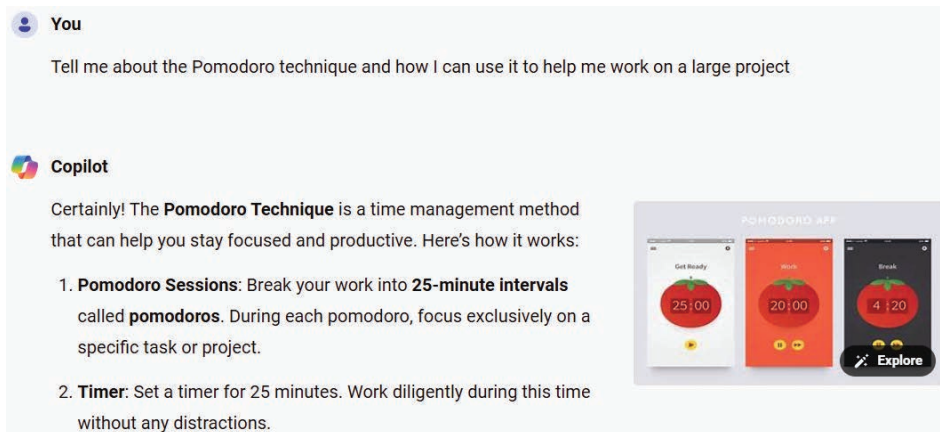 You
Tell me about the Pomodoro technique and how I can use it to help me work on a large project
Copilot
Certainly! The Pomodoro Technique is a time management method
that can help you stay focused and productive. Here's how it works:
1. Pomodoro Sessions: Break your work into 25-minute intervals
called pomodoros. During each pomodoro, focus exclusively on a
specific task or project.
2. Timer: Set a timer for 25 minutes. Work diligently during this time
without any distractions.
POMODORO APP
Get Ready
Work
Break
25:00
20:00
4:20
Explore